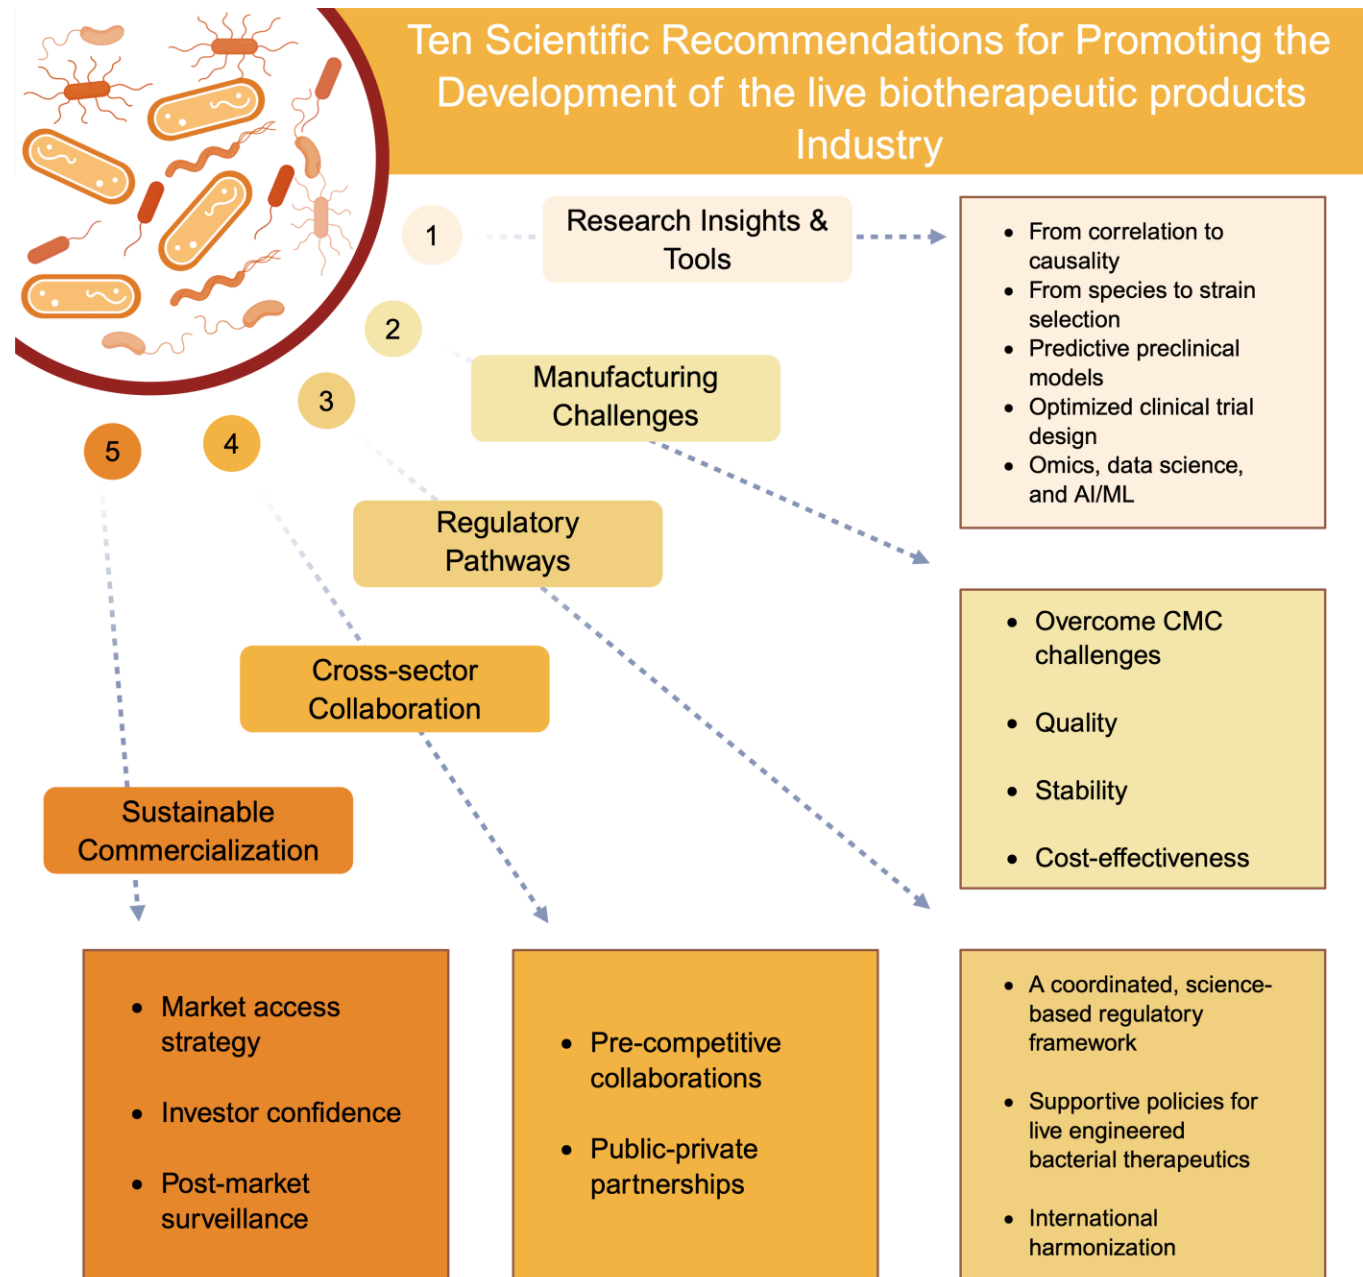 Ten Scientific Recommendations for Promoting the
Development of the live biotherapeutic products
Industry
1
Research Insights &
Tools
• From correlation to
causality
• From species to strain
selection
• Predictive preclinical
models
• Optimized clinical trial
design
• Omics, data science,
and AI/ML
2
Manufacturing
Challenges
• Overcome CMC
challenges
• Quality
• Stability
• Cost-effectiveness
3
Regulatory
Pathways
• A coordinated, science-
based regulatory
framework
• Supportive policies for
live engineered
bacterial therapeutics
• International
harmonization
4
Cross-sector
Collaboration
• Pre-competitive
collaborations
• Public-private
partnerships
5
Sustainable
Commercialization
• Market access
strategy
• Investor confidence
• Post-market
surveillance